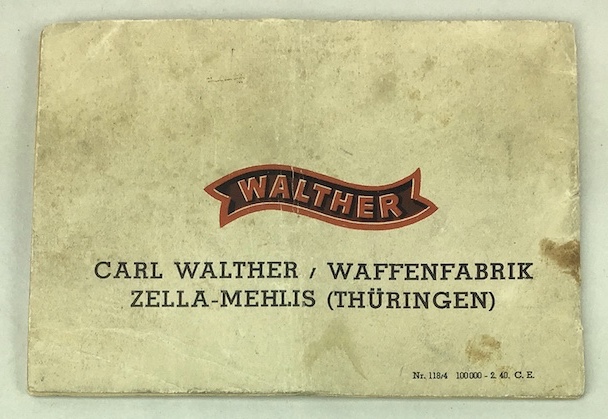 WALTHER
CARL WALTHER / WAFFENFABRIK
ZELLA-MEHLIS (THÜRINGEN)
Nr. 118/4 100000 - 2. 40. C. E.